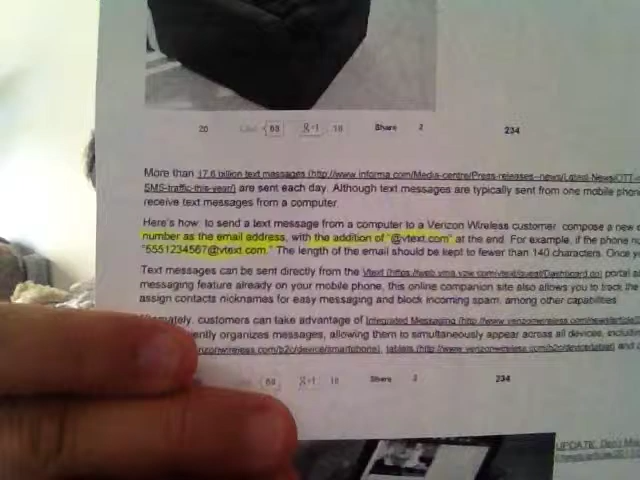 20 Like 68 +1 18 Share 2 234
More than 17.6 billion text messages (http://www.informa.com/Media-centre/Press-releases--news/Latest-News/OTT-
SMS-traffic-this-year/) are sent each day. Although text messages are typically sent from one mobile phon
receive text messages from a computer.
Here's how: to send a text message from a computer to a Verizon Wireless customer, compose a new
number as the email address, with the addition of "@vtext.com" at the end. For example, if the phone nu
"5551234567@vtext.com." The length of the email should be kept to fewer than 140 characters. Once yo
Text messages can be sent directly from the Vtext (https://web.vma.vzw.com/vtext/guest/Dashboard.do) portal a
messaging feature already on your mobile phone, this online companion site also allows you to track the
assign contacts nicknames for easy messaging and block incoming spam, among other capabilities.
mately, customers can take advantage of Integrated Messaging (http://www.verizonwireless.com/news/article/2
ently organizes messages, allowing them to simultaneously appear across all devices, includin
rizonwireless.com/b2c/device/smartphone), tablets (http://www.verizonwireless.com/b2c/device/tablet) and
68 +1 18 Share 2 234
UPDATE: Don't